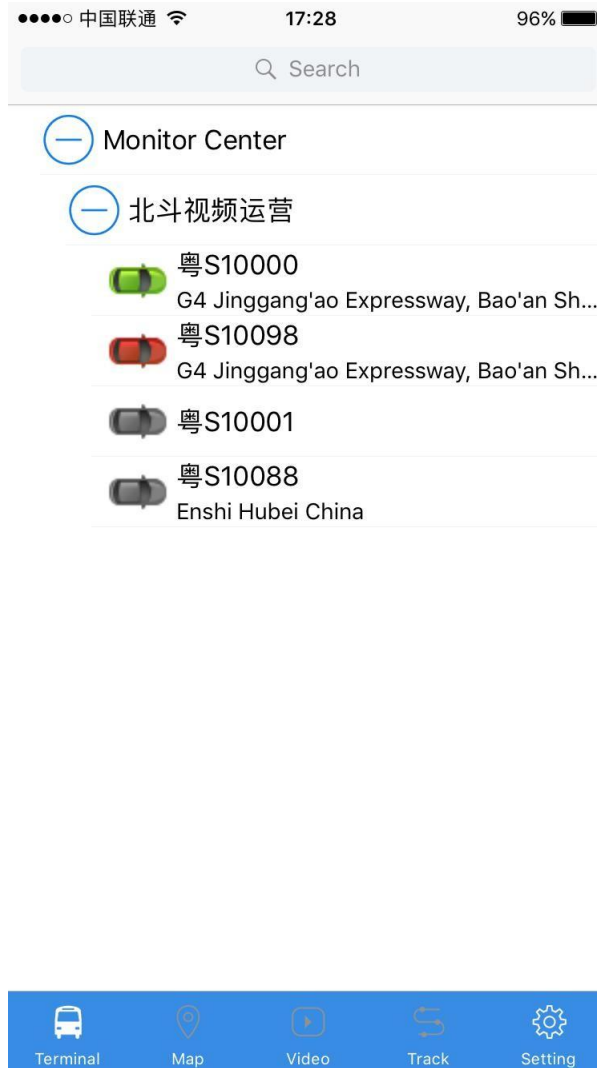 中国联通 17:28 96%
Search
Monitor Center
北斗视频运营
粤S10000
G4 Jinggang'ao Expressway, Bao'an Sh...
粤S10098
G4 Jinggang'ao Expressway, Bao'an Sh...
粤S10001
粤S10088
Enshi Hubei China
Terminal Map Video Track Setting